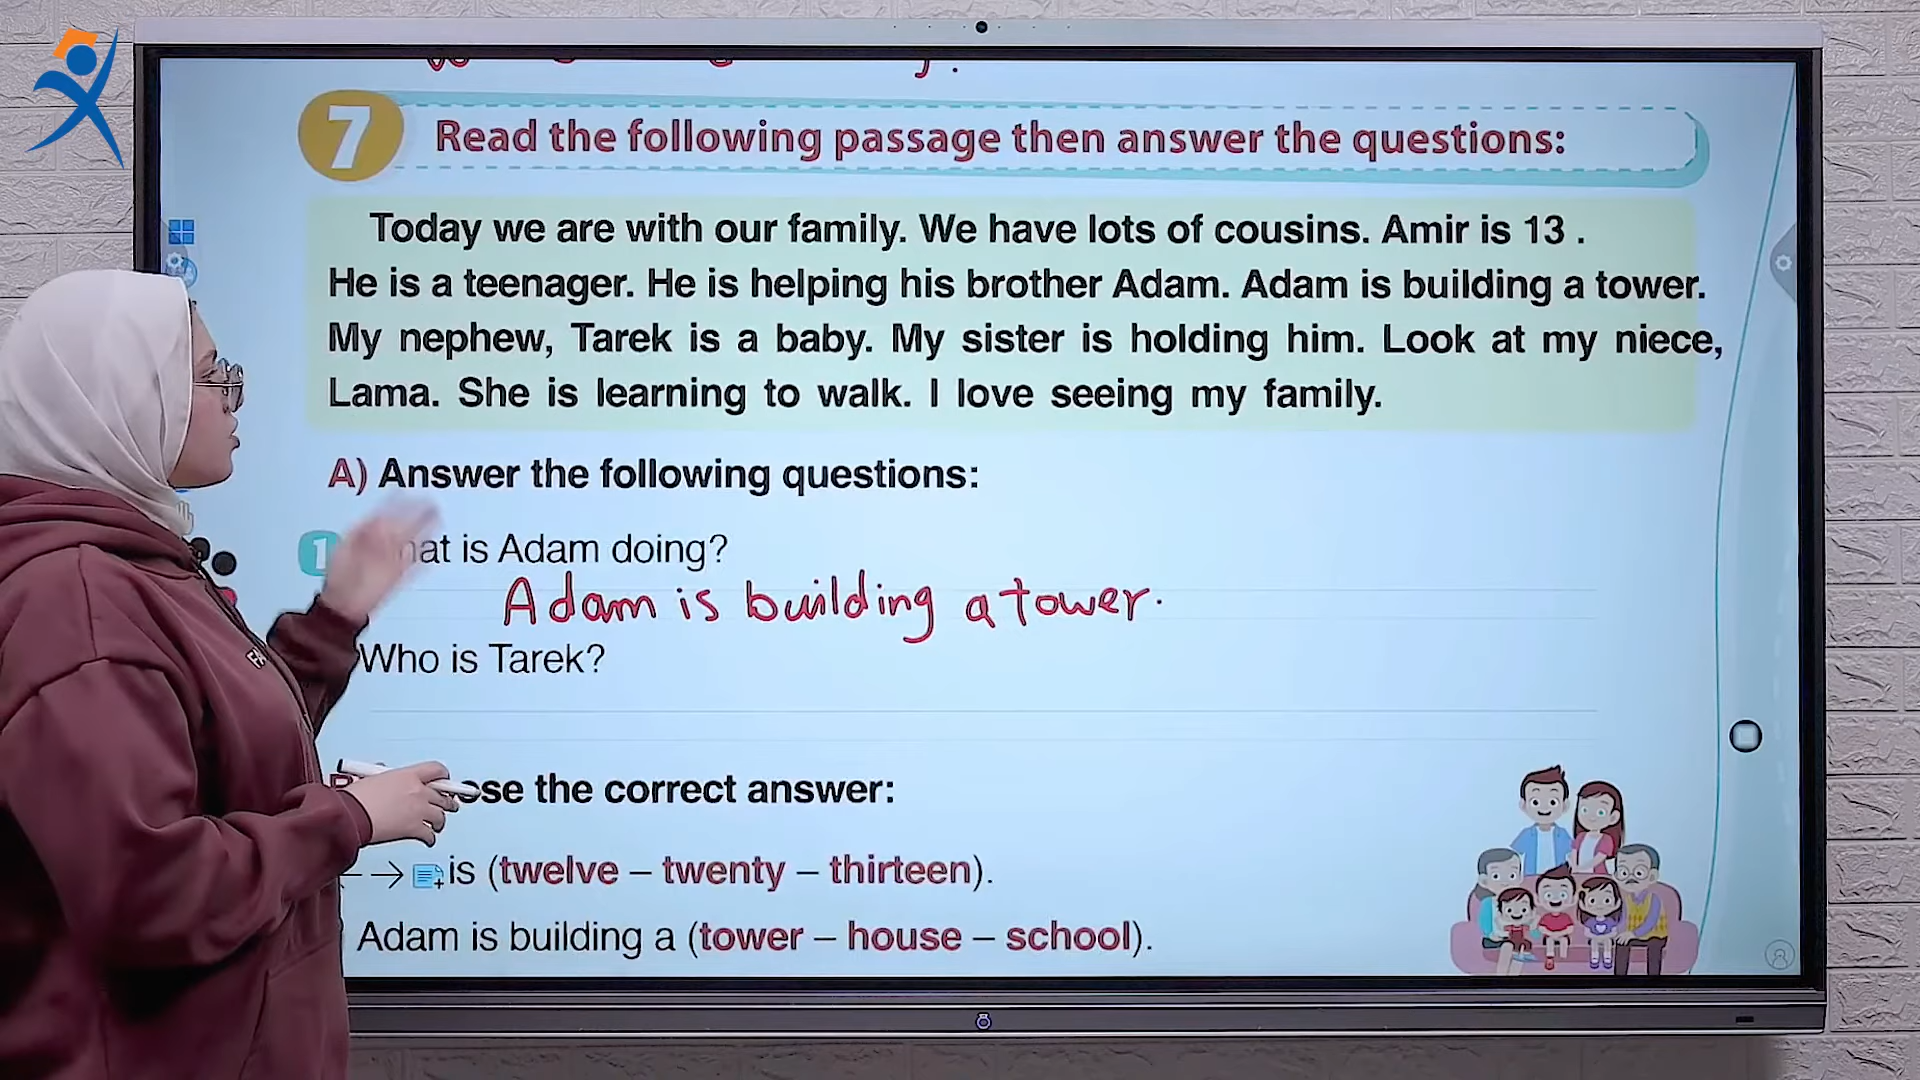 7 Read the following passage then answer the questions:
Today we are with our family. We have lots of cousins. Amir is 13 .
He is a teenager. He is helping his brother Adam. Adam is building a tower.
My nephew, Tarek is a baby. My sister is holding him. Look at my niece,
Lama. She is learning to walk. I love seeing my family.
A) Answer the following questions:
1 is Adam doing?
Adam is building a tower.
Who is Tarek?
the correct answer:
is (twelve – twenty – thirteen).
Adam is building a (tower – house – school).